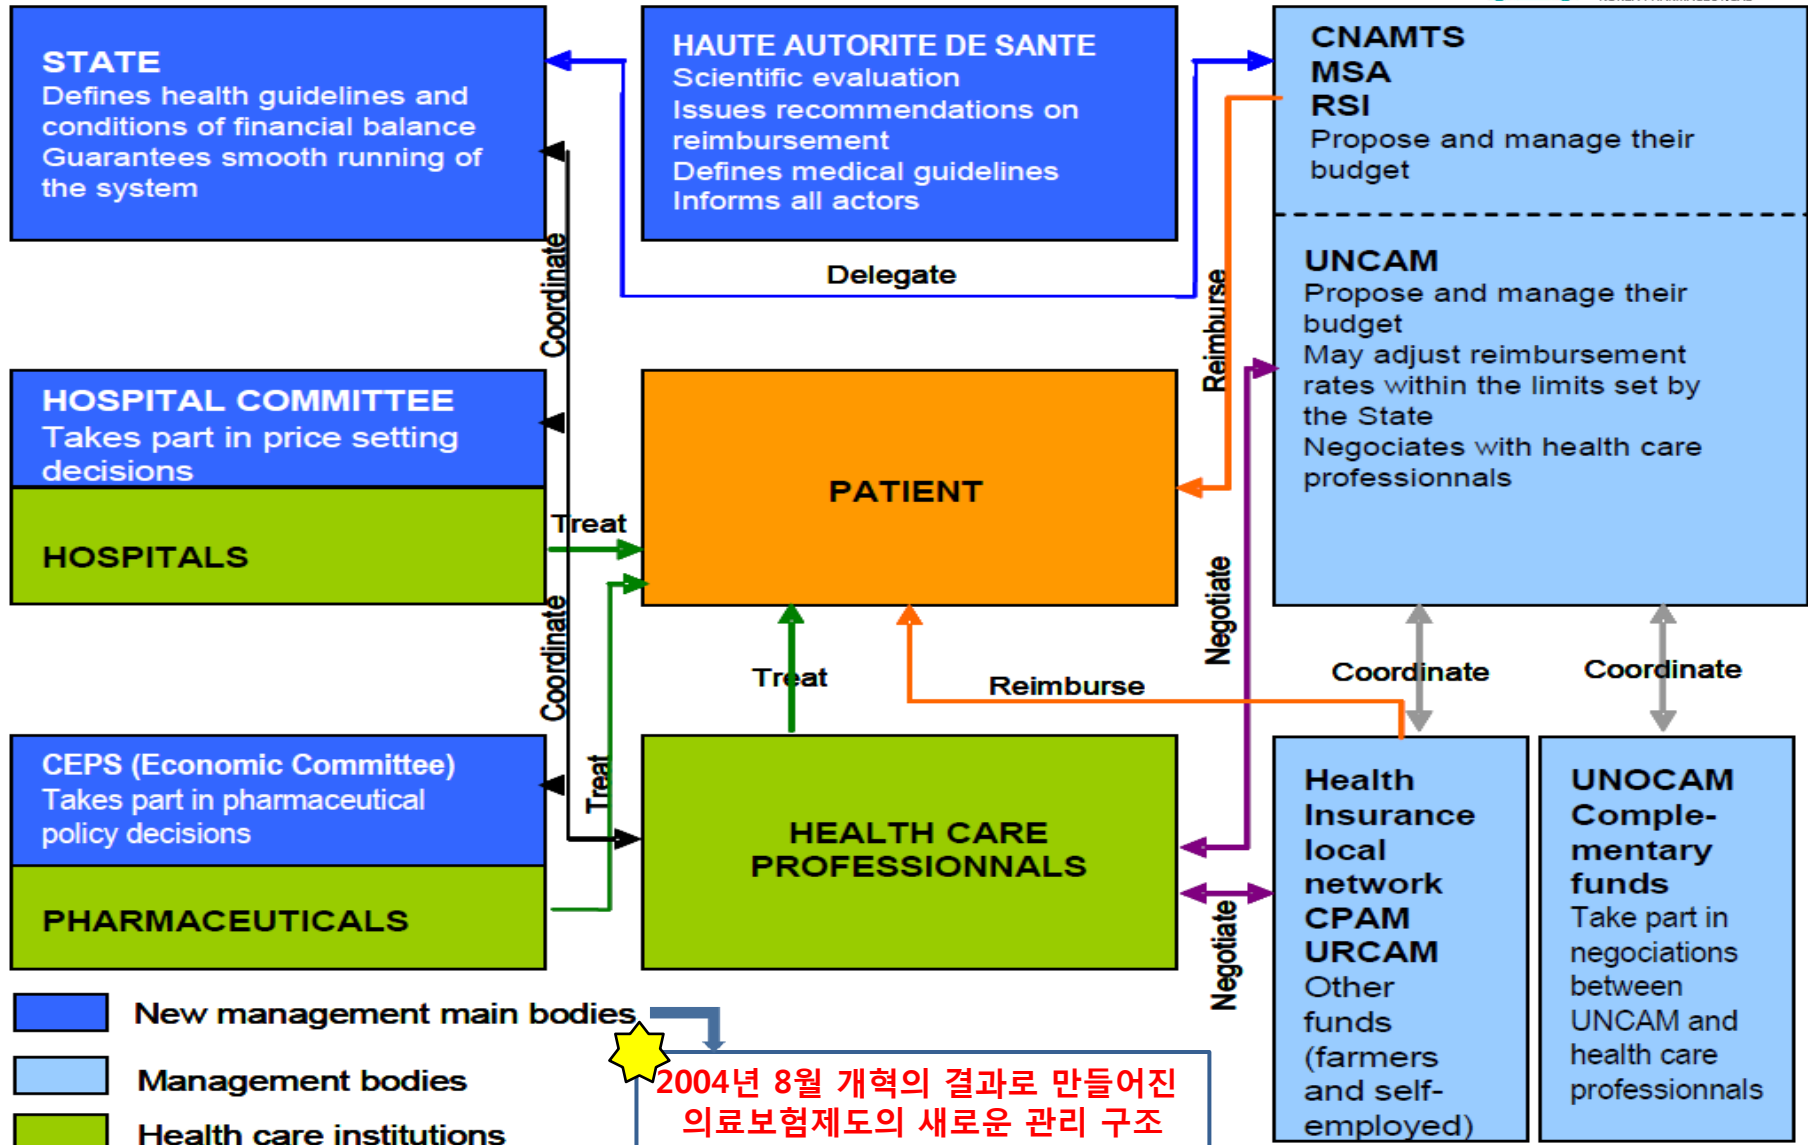 STATE
Defines health guidelines and
conditions of financial balance
Guarantees smooth running of
the system
HAUTE AUTORITE DE SANTE
Scientific evaluation
Issues recommendations on
reimbursement
Defines medical guidelines
Informs all actors
CNAMTS
MSA
RSI
Propose and manage their
budget
UNCAM
Propose and manage their
budget
May adjust reimbursement
rates within the limits set by
the State
Negociates with health care
professionnals
Delegate
Coordinate
Reimburse
HOSPITAL COMMITTEE
Takes part in price setting
decisions
HOSPITALS
Treat
PATIENT
Coordinate
Treat
Treat
Reimburse
Negotiate
Coordinate
Coordinate
CEPS (Economic Committee)
Takes part in pharmaceutical
policy decisions
PHARMACEUTICALS
HEALTH CARE
PROFESSIONNALS
Negotiate
Health
Insurance
local
network
CPAM
URCAM
Other
funds
(farmers
and self-
employed)
UNOCAM
Comple-
mentary
funds
Take part in
negociations
between
UNCAM and
health care
professionnals
New management main bodies
Management bodies
Health care institutions
2004년 8월 개혁의 결과로 만들어진
의료보험제도의 새로운 관리 구조